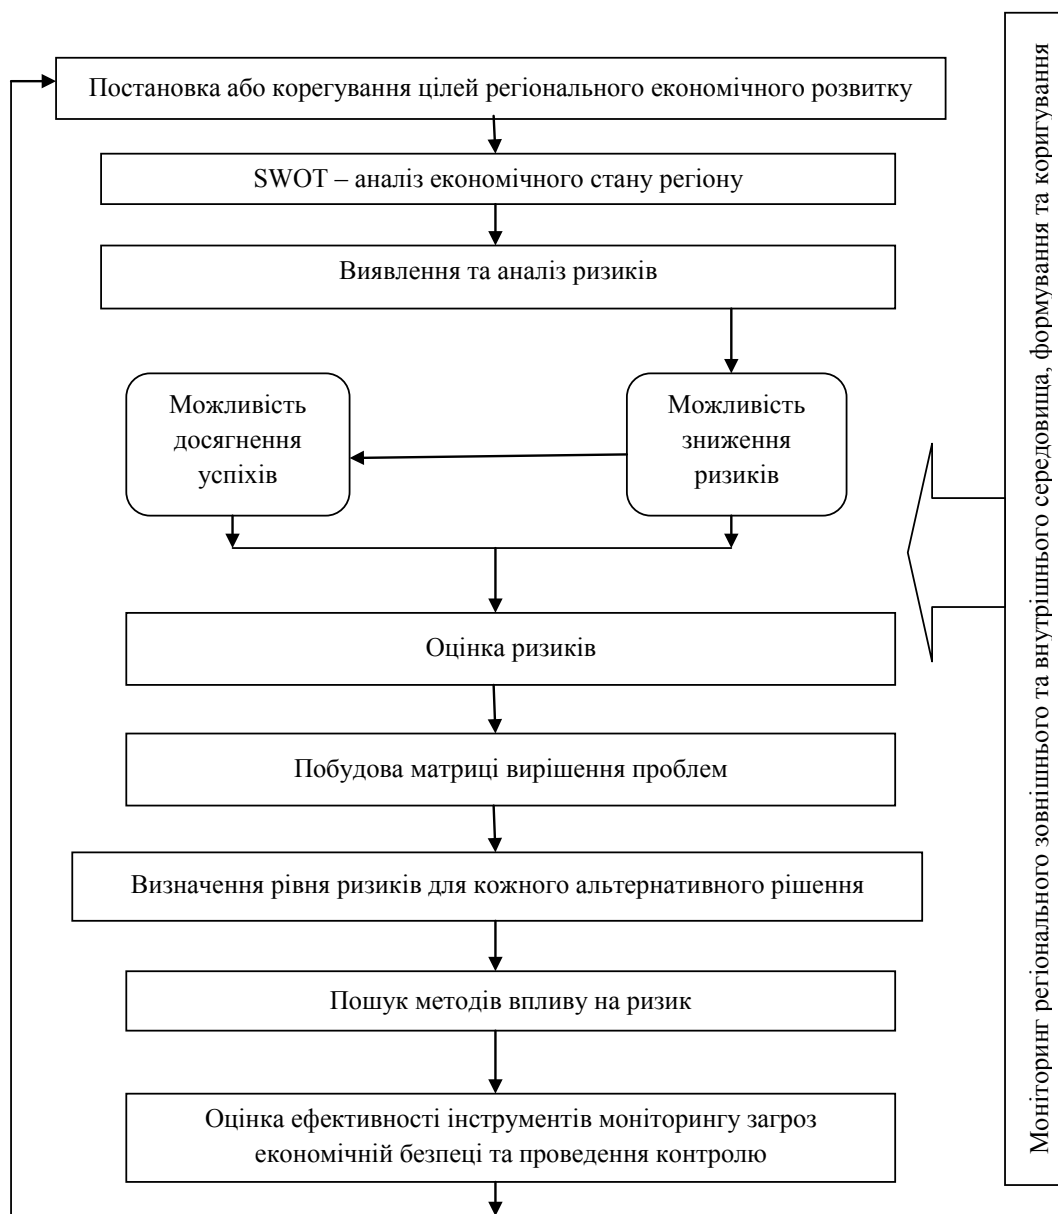 Постановка або корегування цілей регіонального економічного розвитку
SWOT – аналіз економічного стану регіону
Виявлення та аналіз ризиків
Можливість
досягнення
успіхів
Можливість
зниження
ризиків
Оцінка ризиків
Побудова матриці вирішення проблем
Визначення рівня ризиків для кожного альтернативного рішення
Пошук методів впливу на ризик
Оцінка ефективності інструментів моніторингу загроз
економічній безпеці та проведення контролю
Моніторинг регіонального зовнішнього та внутрішнього середовища, формування та коригування